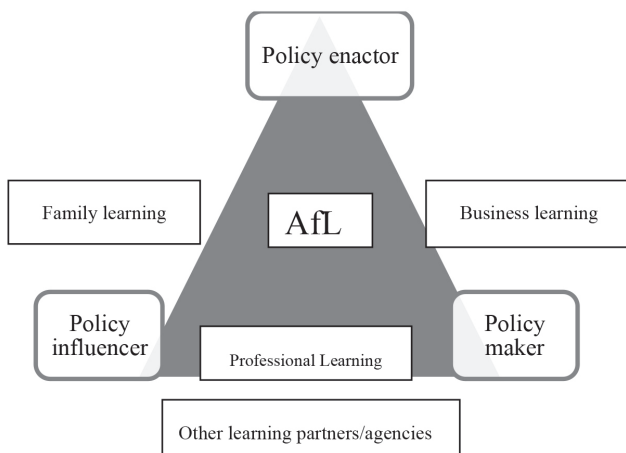 Policy enactor
Family learning
AfL
Business learning
Policy
influencer
Professional Learning
Policy
maker
Other learning partners/agencies